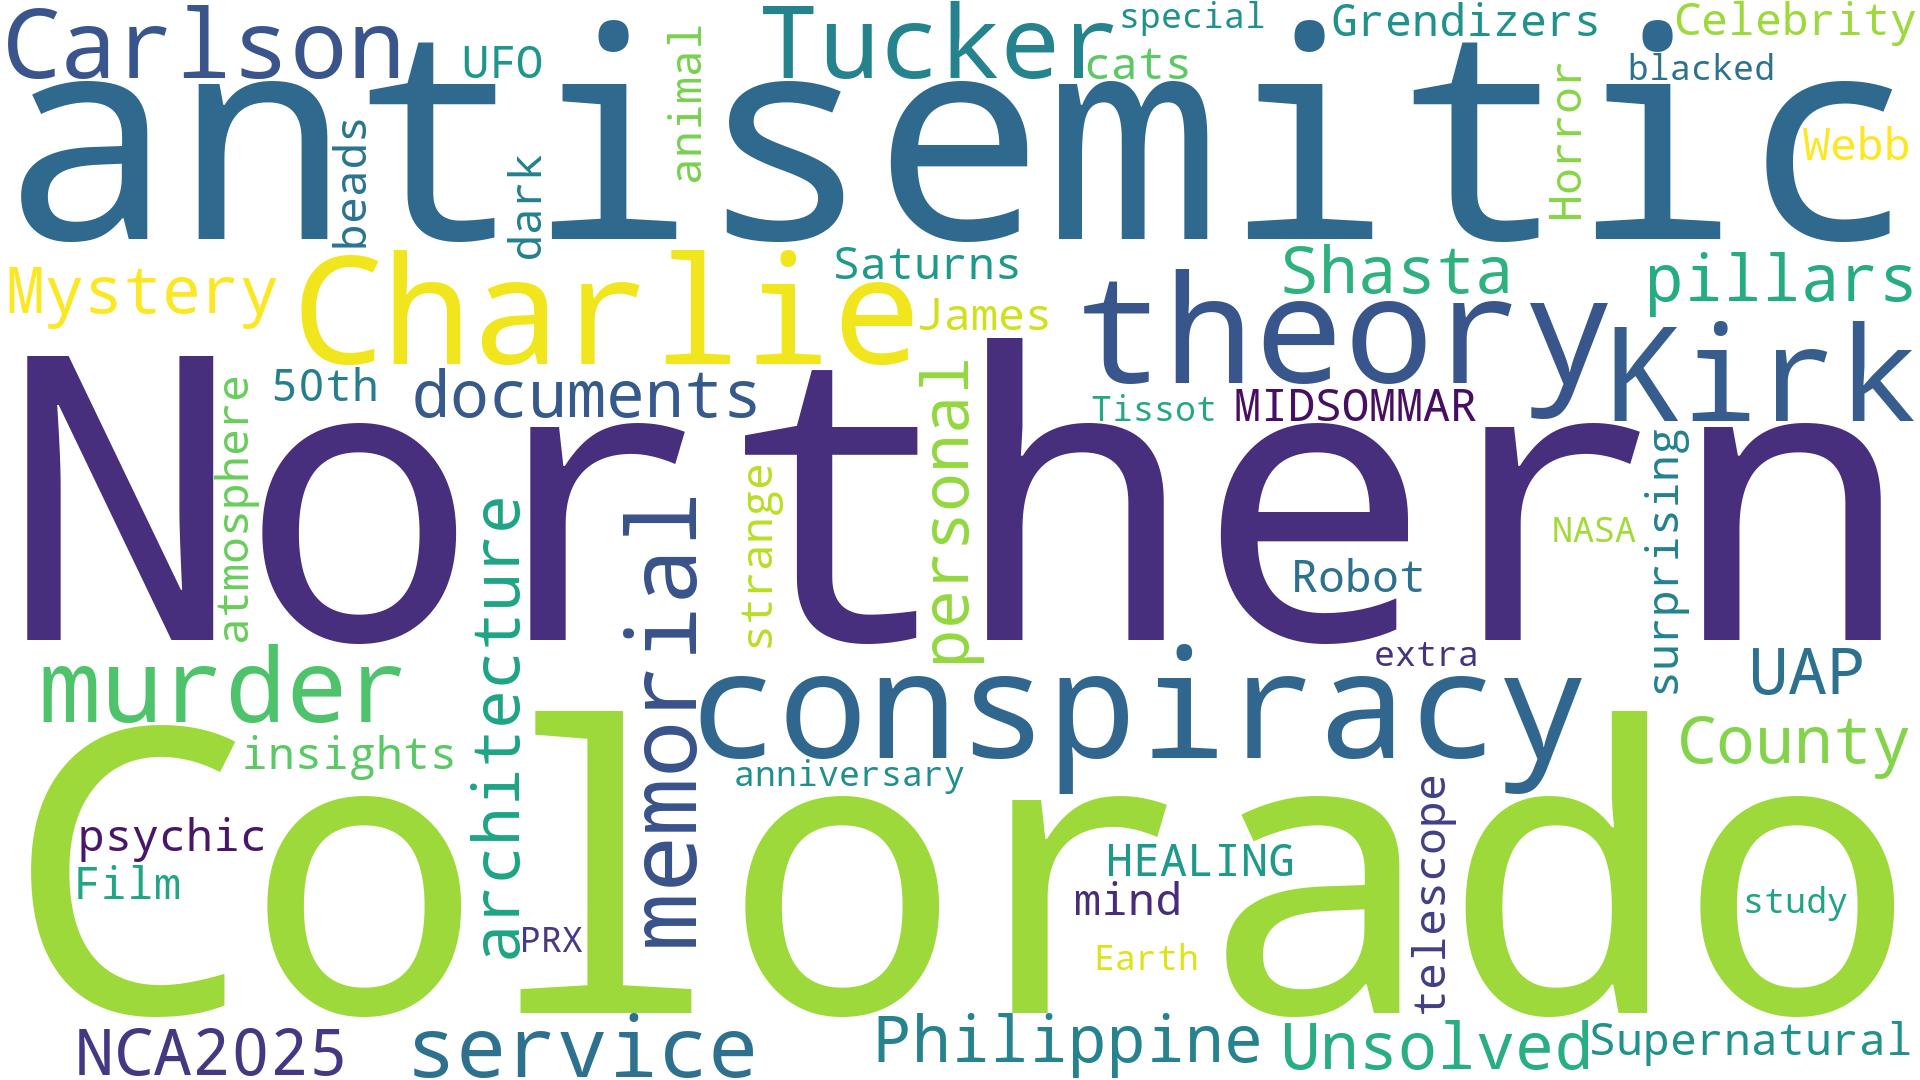 Carlson
UFO
animal
Tucker
special
cats
Grendizers
Celebrity
blacked
antisemitic
beads
dark
Horror
Webb
Mystery
Charlie
Saturns
James
theory
Shasta
pillars
Kirk
50th
documents
Tissot
MIDSOMMAR
Northern
atmosphere
architecture
memorial
strange
personal
Robot
NASA
surprising
murder
conspiracy
extra
UAP
County
insights
anniversary
Colorado
psychic
Film
PRX
HEALING
mind
Earth
telescope
study
NCA2025
service
Philippine
Unsolved
Supernatural